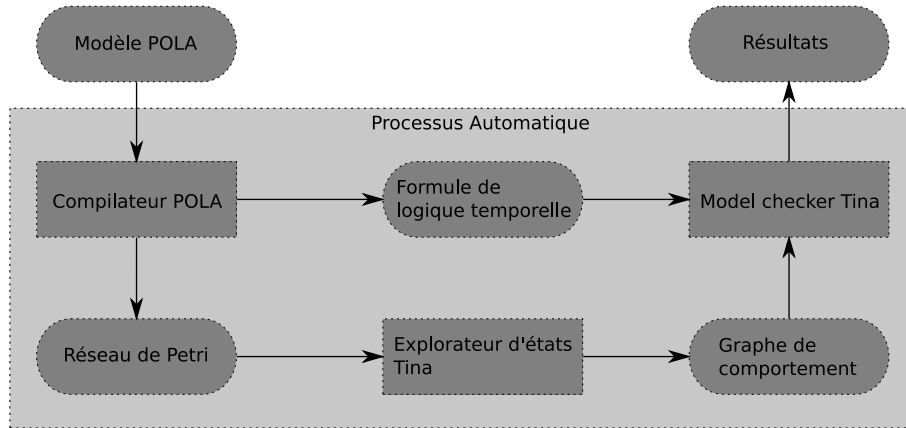 Modèle POLA
Résultats
Processus Automatique
Compilateur POLA
Formule de
logique temporelle
Model checker Tina
Réseau de Petri
Explorateur d'états
Tina
Graphe de
comportement